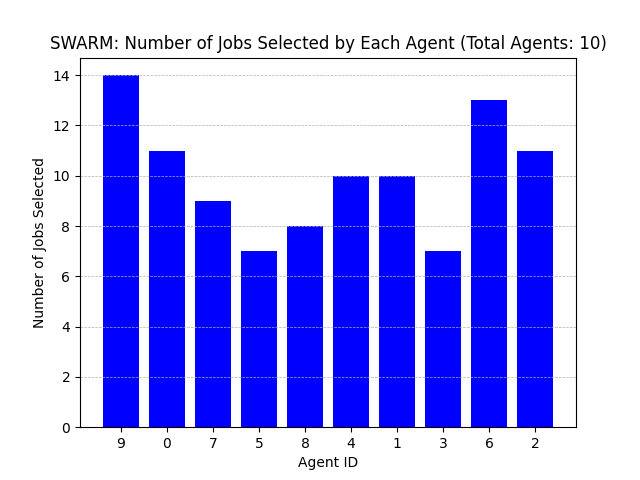 SWARM: Number of Jobs Selected by Each Agent (Total Agents: 10)
14
12
10
8
6
4
2
0
Number of Jobs Selected
9 0 7 5 8 4 1 3 6 2
Agent ID